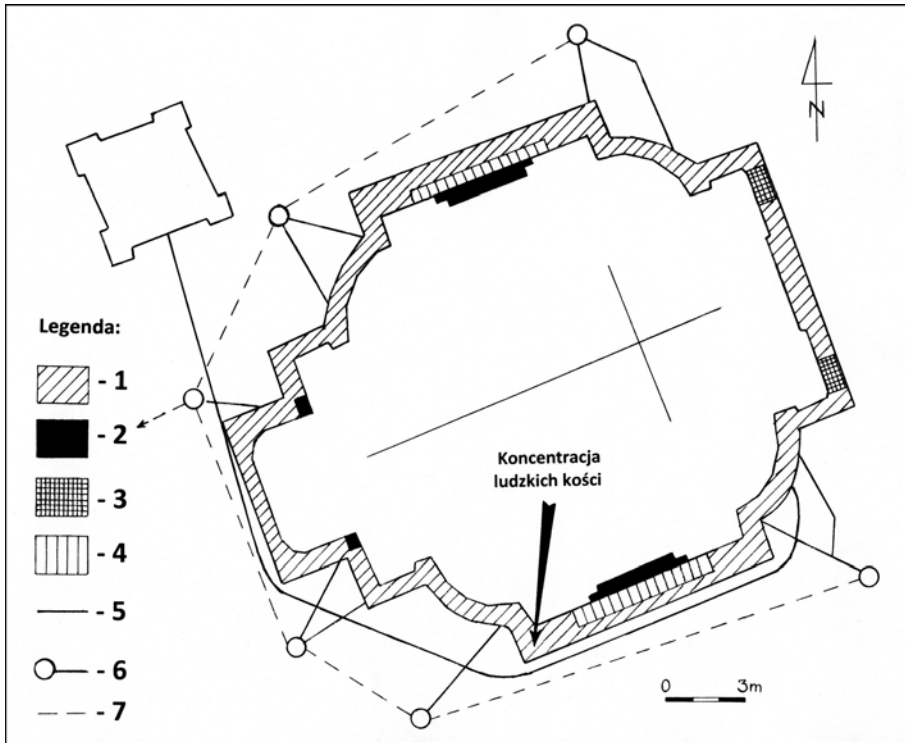 N
Legenda:
- 1
- 2
- 3
- 4
- 5
- 6
- 7
Koncentracja
ludzkich kości
0 3m